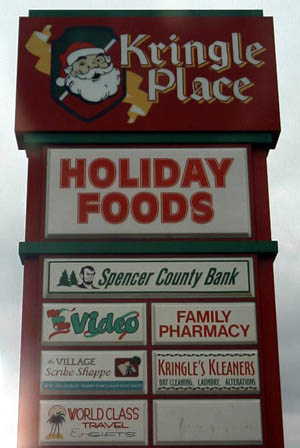 Kringle
Place
HOLIDAY
FOODS
Spencer County Bank
Video
FAMILY
PHARMACY
the VILLAGE
Scribe Shoppe
KRINGLE'S KLEANERS
DRY CLEANING, LAUNDRY, ALTERATIONS
WORLD CLASS
TRAVEL
& GIFTS